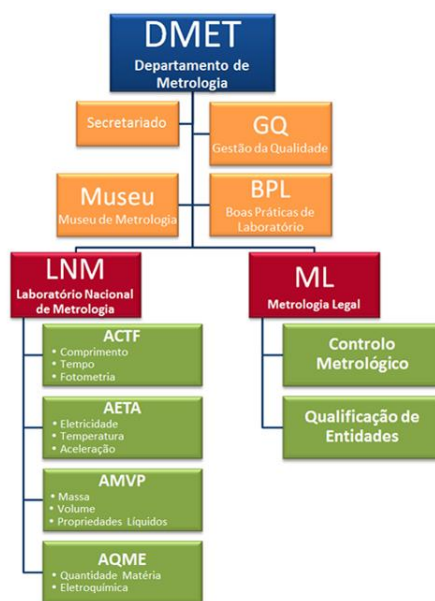 DMET
Departamento de
Metrologia
Secretariado
GQ
Gestão da Qualidade
Museu
Museu de Metrologia
BPL
Boas Práticas de
Laboratório
LNM
Laboratório Nacional
de Metrologia
ML
Metrologia Legal
ACTF
• Comprimento
• Tempo
• Fotometria
Controlo
Metrológico
AETA
• Eletricidade
• Temperatura
• Aceleração
Qualificação de
Entidades
AMVP
• Massa
• Volume
• Propriedades Líquidos
AQME
• Quantidade Matéria
• Eletroquímica